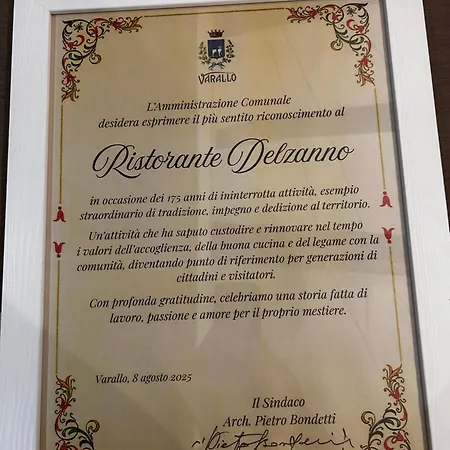 VARALLO
L'Amministrazione Comunale
desidera esprimere il più sentito riconoscimento al
Ristorante Delzanno
in occasione dei 175 anni di ininterrotta attività, esempio
straordinario di tradizione, impegno e dedizione al territorio.
Un'attività che ha saputo custodire e rinnovare nel tempo
i valori dell'accoglienza, della buona cucina e del legame con la
comunità, diventando punto di riferimento per generazioni di
cittadini e visitatori.
Con profonda gratitudine, celebriamo una storia fatta di
lavoro, passione e amore per il proprio mestiere.
Varallo, 8 agosto 2025
Il Sindaco
Arch. Pietro Bondetti